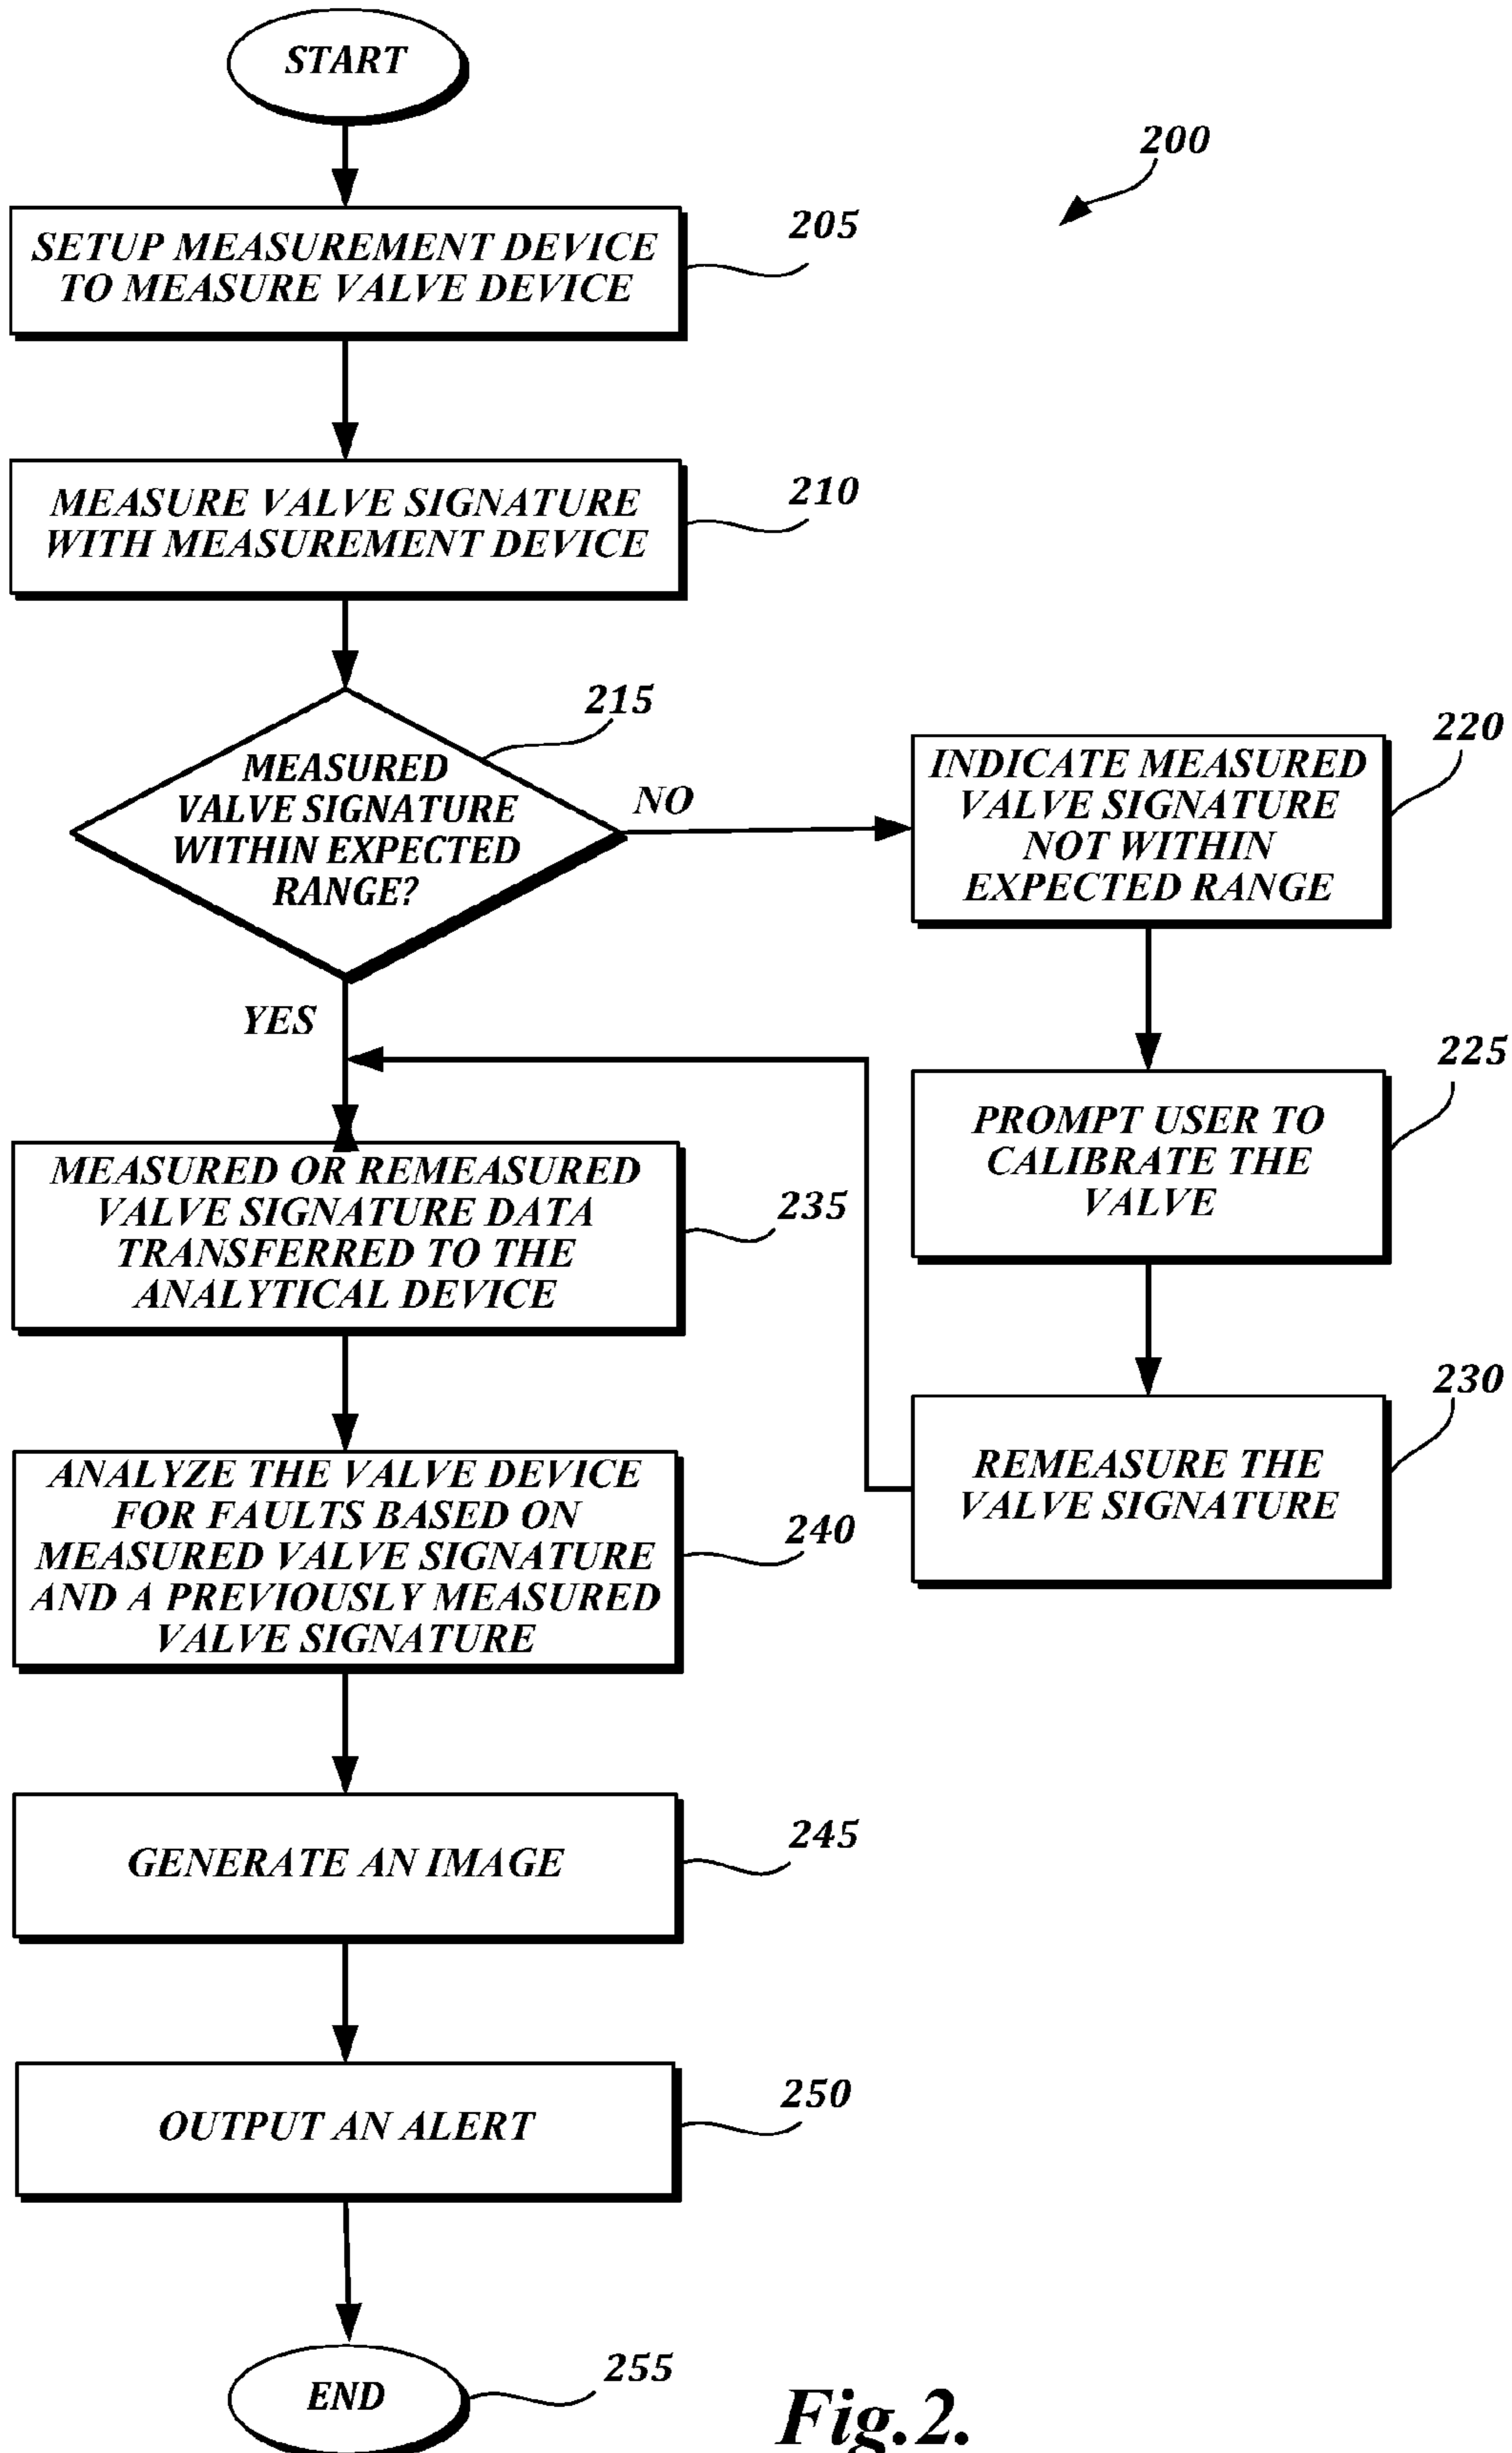 START
200
SETUP MEASUREMENT DEVICE
TO MEASURE VALVE DEVICE
205
MEASURE VALVE SIGNATURE
WITH MEASUREMENT DEVICE
210
215
MEASURED
VALVE SIGNATURE
WITHIN EXPECTED
RANGE?
NO
YES
220
INDICATE MEASURED
VALVE SIGNATURE
NOT WITHIN
EXPECTED RANGE
225
PROMPT USER TO
CALIBRATE THE
VALVE
230
REMEASURE THE
VALVE SIGNATURE
MEASURED OR REMEASURED
VALVE SIGNATURE DATA
TRANSFERRED TO THE
ANALYTICAL DEVICE
235
ANALYZE THE VALVE DEVICE
FOR FAULTS BASED ON
MEASURED VALVE SIGNATURE
AND A PREVIOUSLY MEASURED
VALVE SIGNATURE
240
GENERATE AN IMAGE
245
OUTPUT AN ALERT
250
END
255
Fig.2.